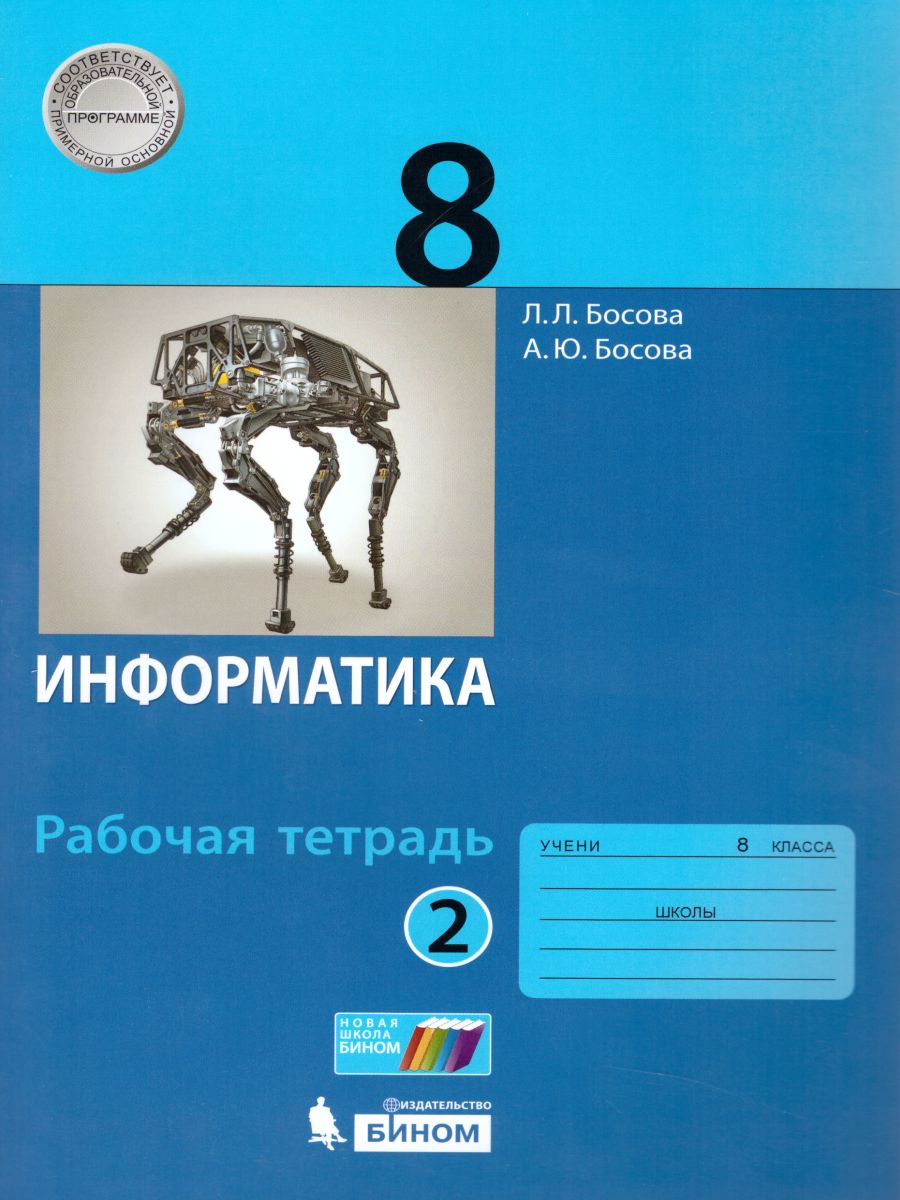 СООТВЕТСТВУЕТ
ПРИМЕРНОЙ ОСНОВНОЙ
ОБРАЗОВАТЕЛЬНОЙ
ПРОГРАММЕ
8
Л. Л. Босова
А. Ю. Босова
ИНФОРМАТИКА
Рабочая тетрадь
2
УЧЕНИ 8 КЛАССА
ШКОЛЫ
НОВАЯ
ШКОЛА
БИНОМ
ИЗДАТЕЛЬСТВО
БИНОМ